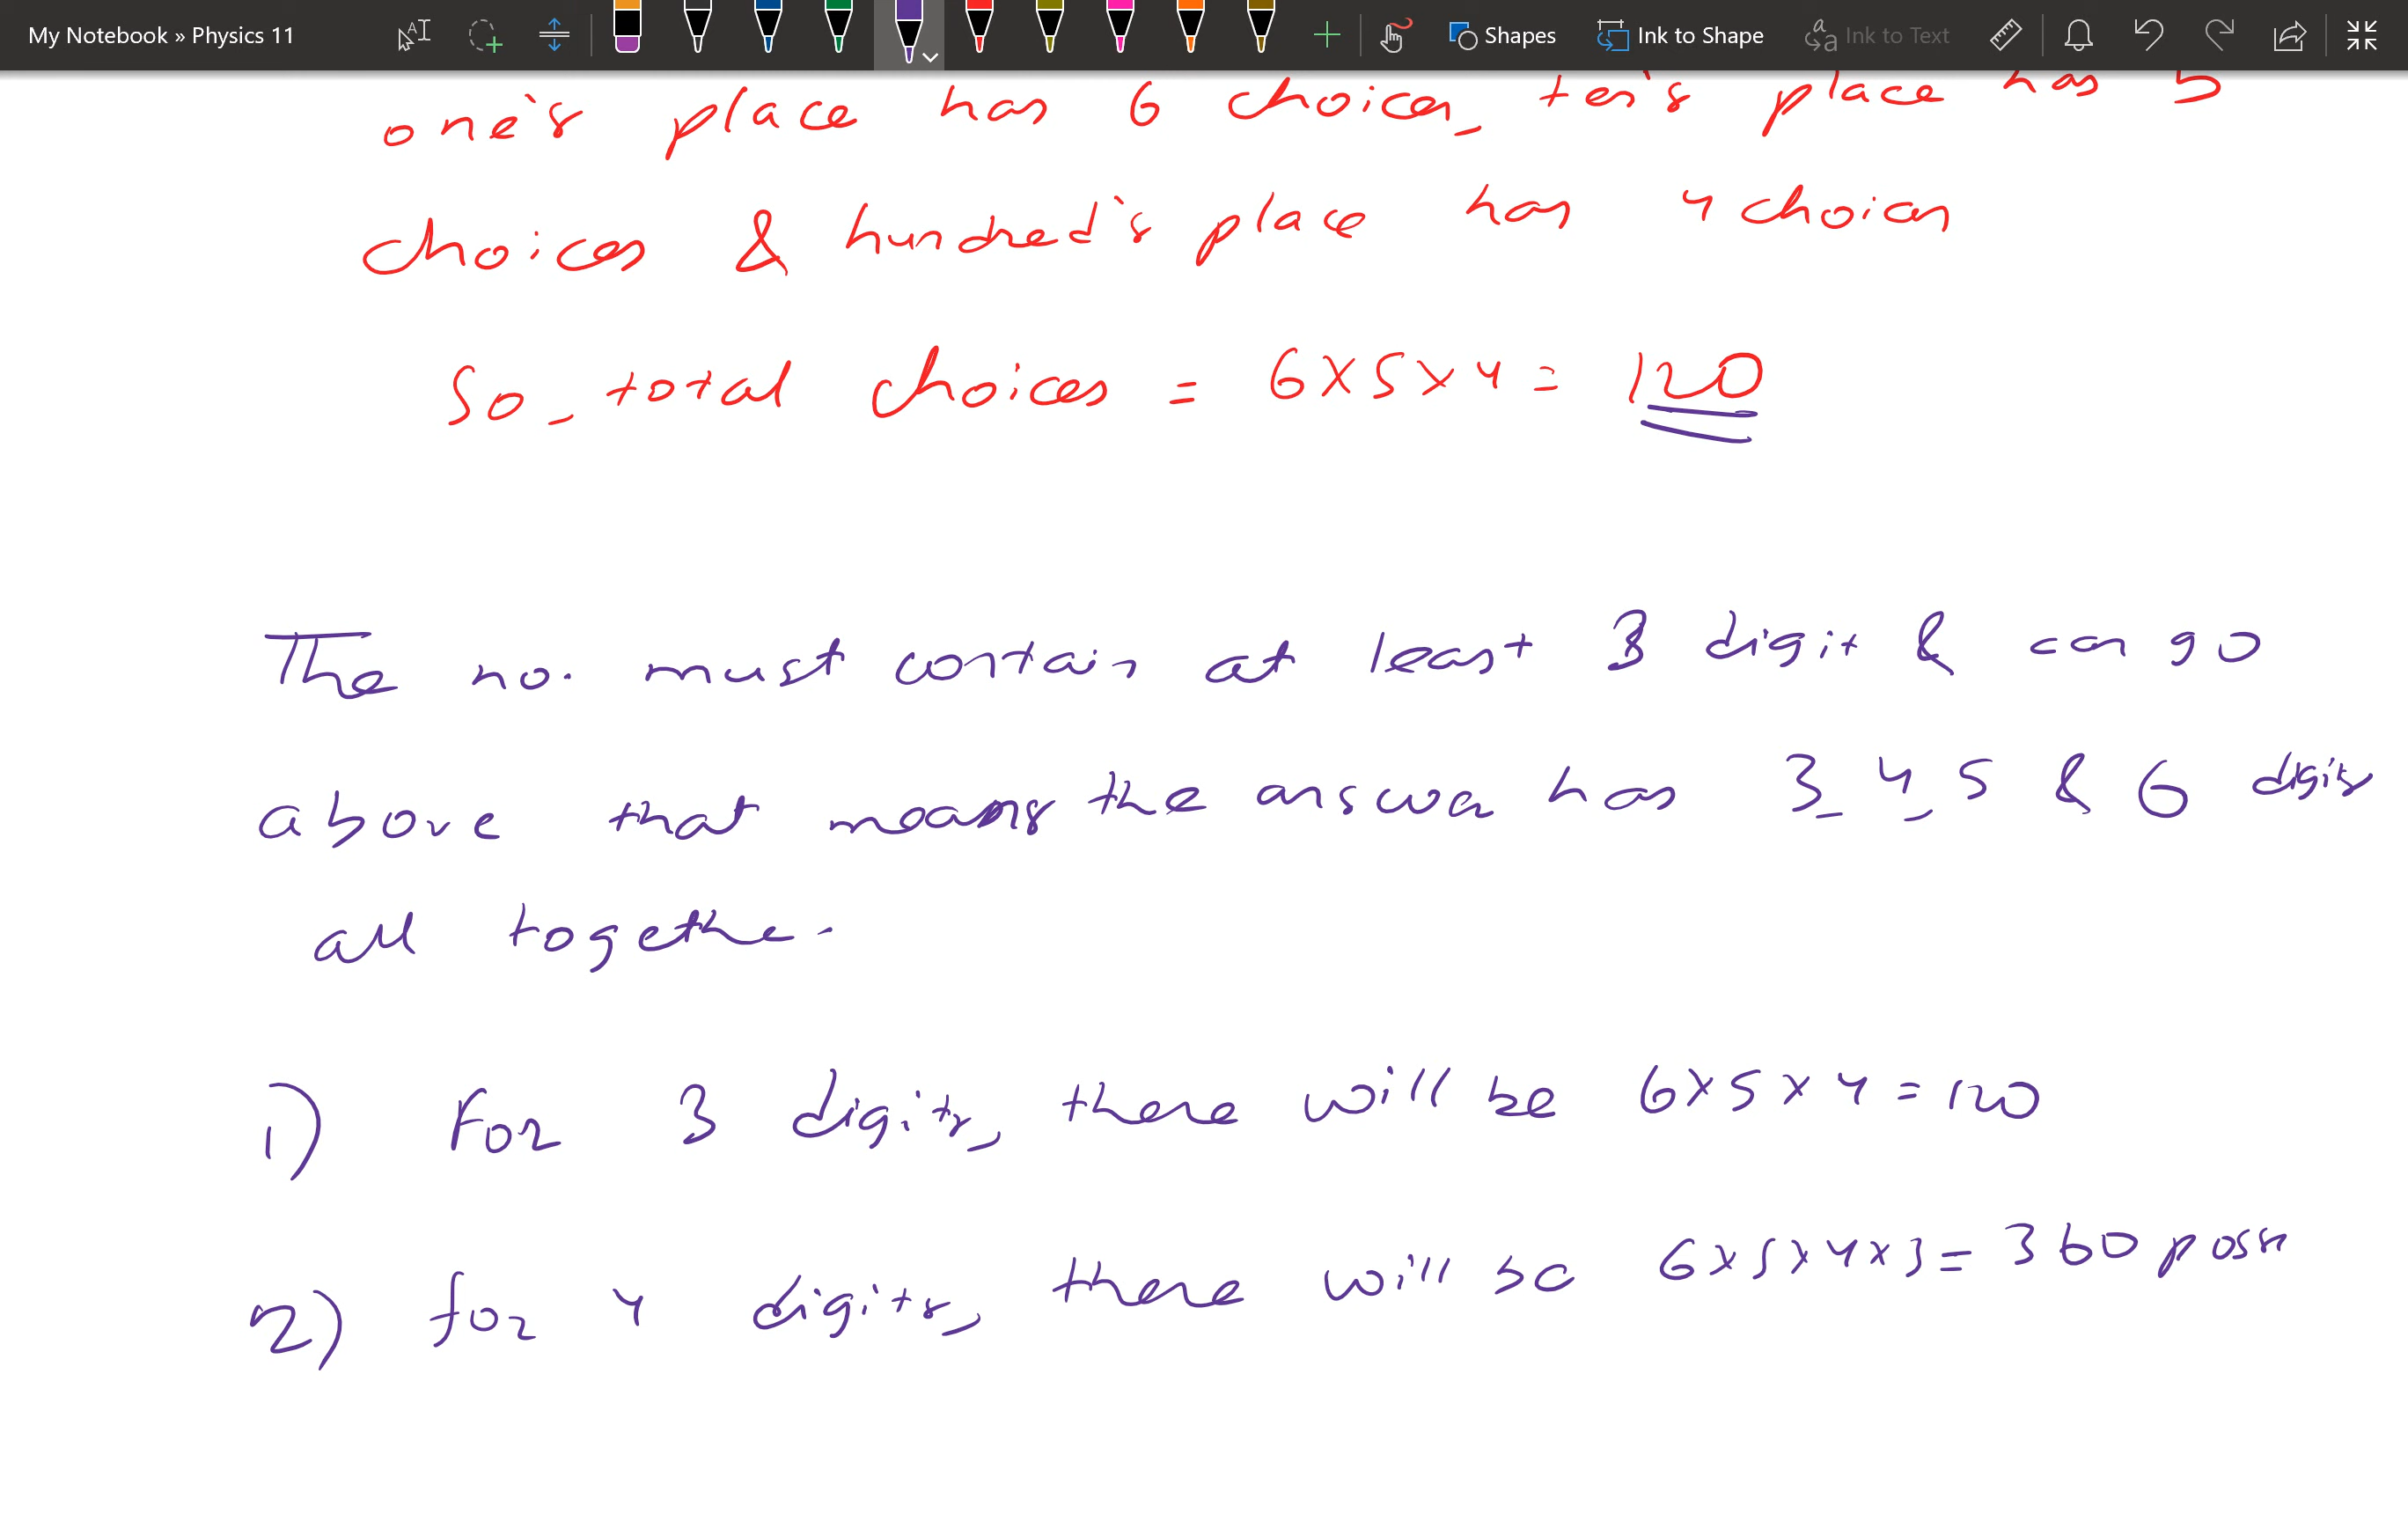 My Notebook » Physics 11 Shapes Ink to Shape Ink to Text
one's place has 6 choices, ten's place has 5
choices & hundred's place has 4 choices
So, total choices = 6×5×4 = 120
The no. must contain at least 3 digit & can go
above that means the answer has 3, 4, 5 & 6 digits
all together.
1) For 3 digits, there will be 6×5×4 = 120
2) for 4 digits, there will be 6×5×4×3 = 360 poss